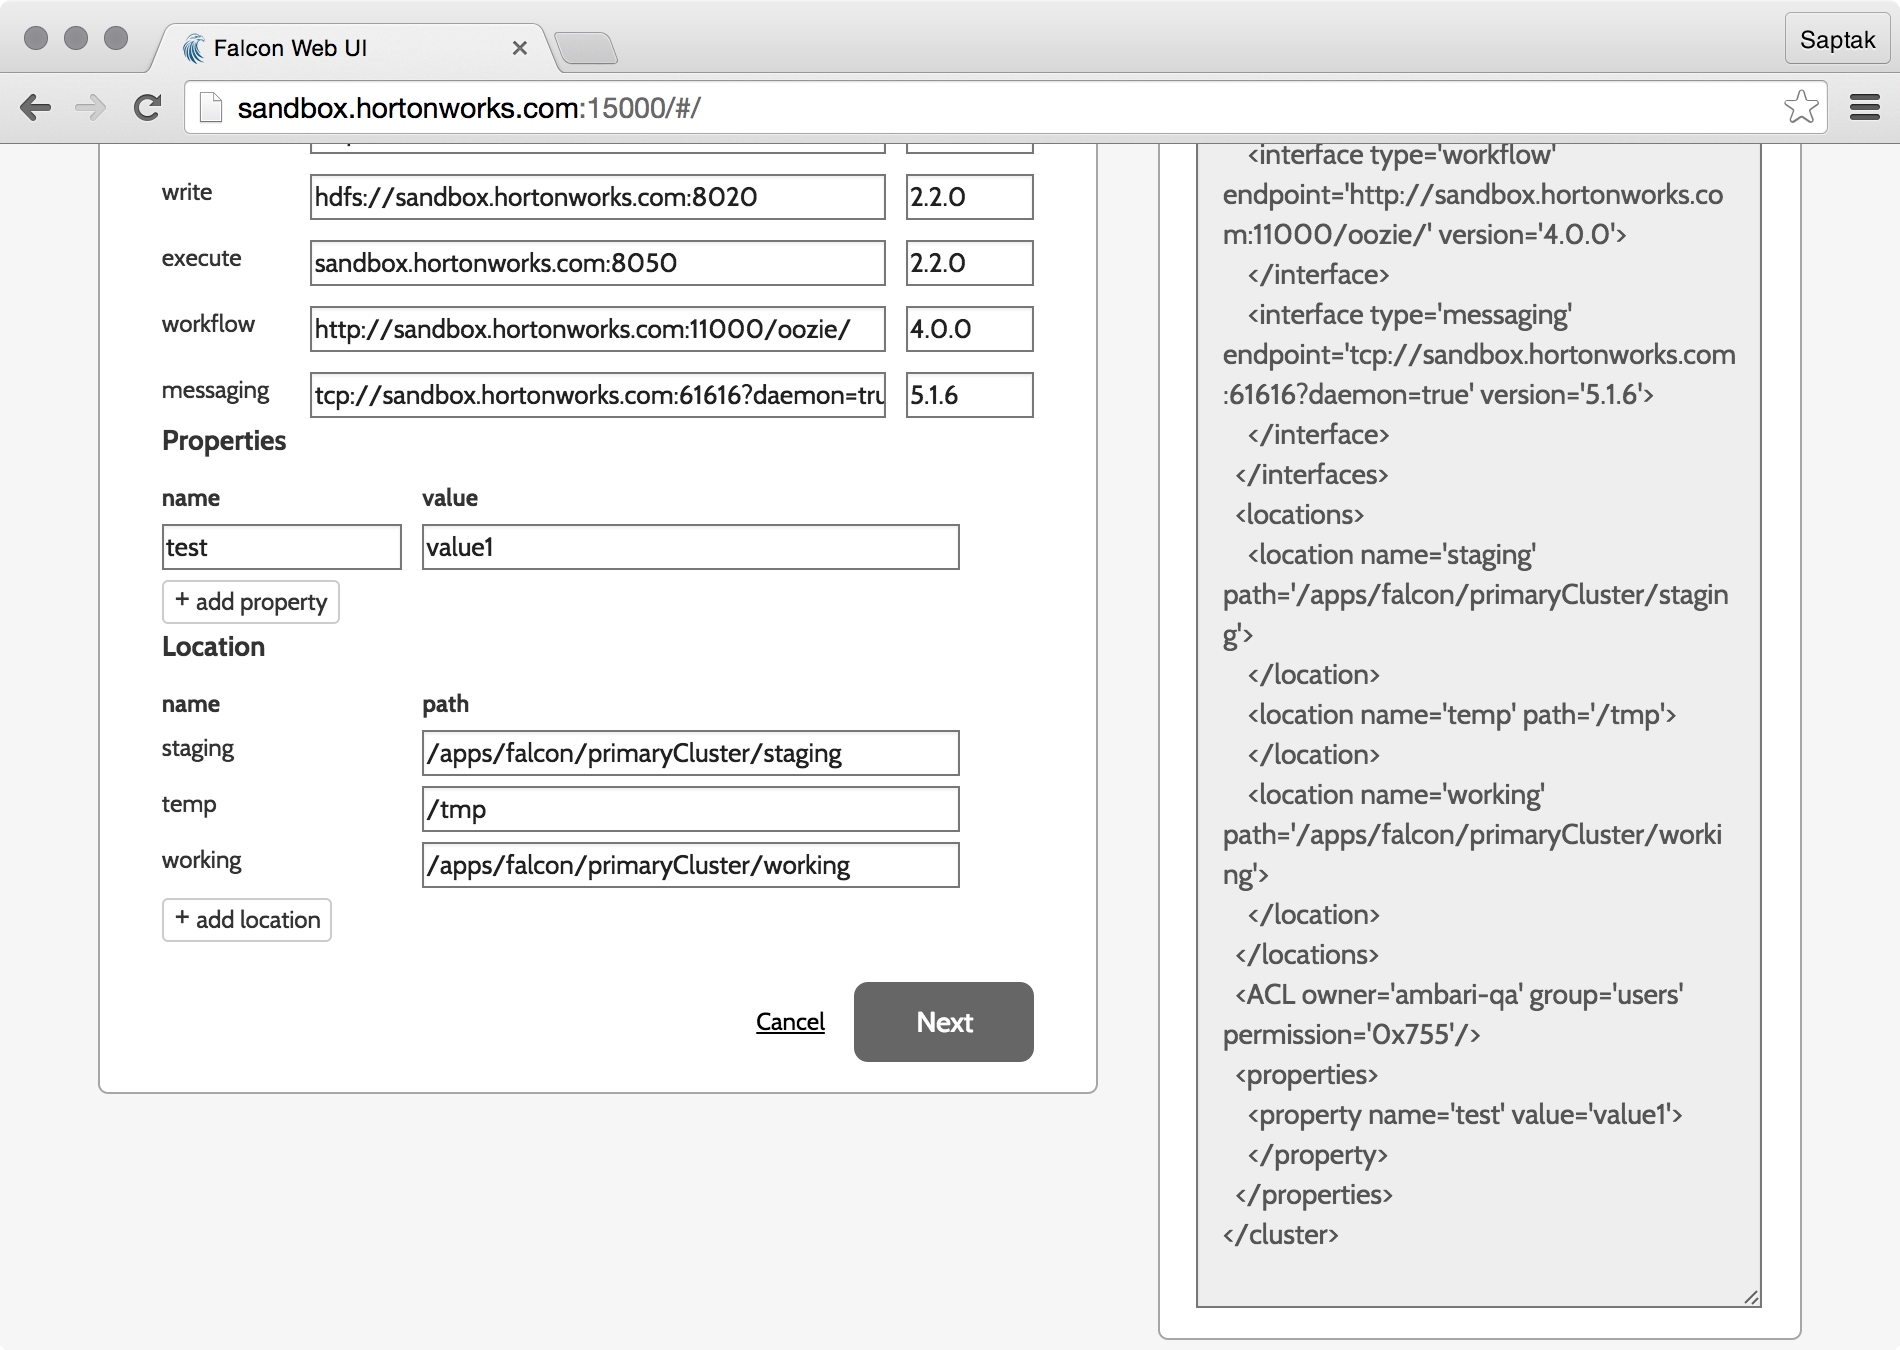 Falcon Web UI
Saptak
sandbox.hortonworks.com:15000/#/
write hdfs://sandbox.hortonworks.com:8020 2.2.0
execute sandbox.hortonworks.com:8050 2.2.0
workflow http://sandbox.hortonworks.com:11000/oozie/ 4.0.0
messaging tcp://sandbox.hortonworks.com:61616?daemon=tru 5.1.6
Properties
name value
test value1
+ add property
Location
name path
staging /apps/falcon/primaryCluster/staging
temp /tmp
working /apps/falcon/primaryCluster/working
+ add location
Cancel Next
<interface type='workflow'
endpoint='http://sandbox.hortonworks.co
m:11000/oozie/' version='4.0.0'>
</interface>
<interface type='messaging'
endpoint='tcp://sandbox.hortonworks.com
:61616?daemon=true' version='5.1.6'>
</interface>
</interfaces>
<locations>
<location name='staging'
path='/apps/falcon/primaryCluster/stagin
g'>
</location>
<location name='temp' path='/tmp'>
</location>
<location name='working'
path='/apps/falcon/primaryCluster/worki
ng'>
</location>
</locations>
<ACL owner='ambari-qa' group='users'
permission='0x755'/>
<properties>
<property name='test' value='value1'>
</property>
</properties>
</cluster>